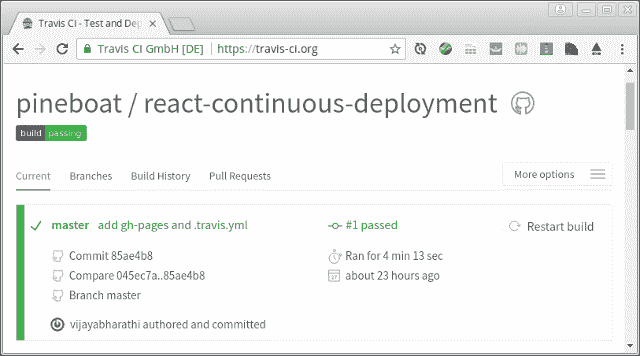 Travis CI - Test and Dep
Travis CI GmbH [DE] https://travis-ci.org
pineboat / react-continuous-deployment
build passing
Current Branches Build History Pull Requests More options
master add gh-pages and .travis.yml #1 passed Restart build
Commit 85ae4b8 Ran for 4 min 13 sec
Compare 045ec7a..85ae4b8 about 23 hours ago
Branch master
vijayabharathi authored and committed